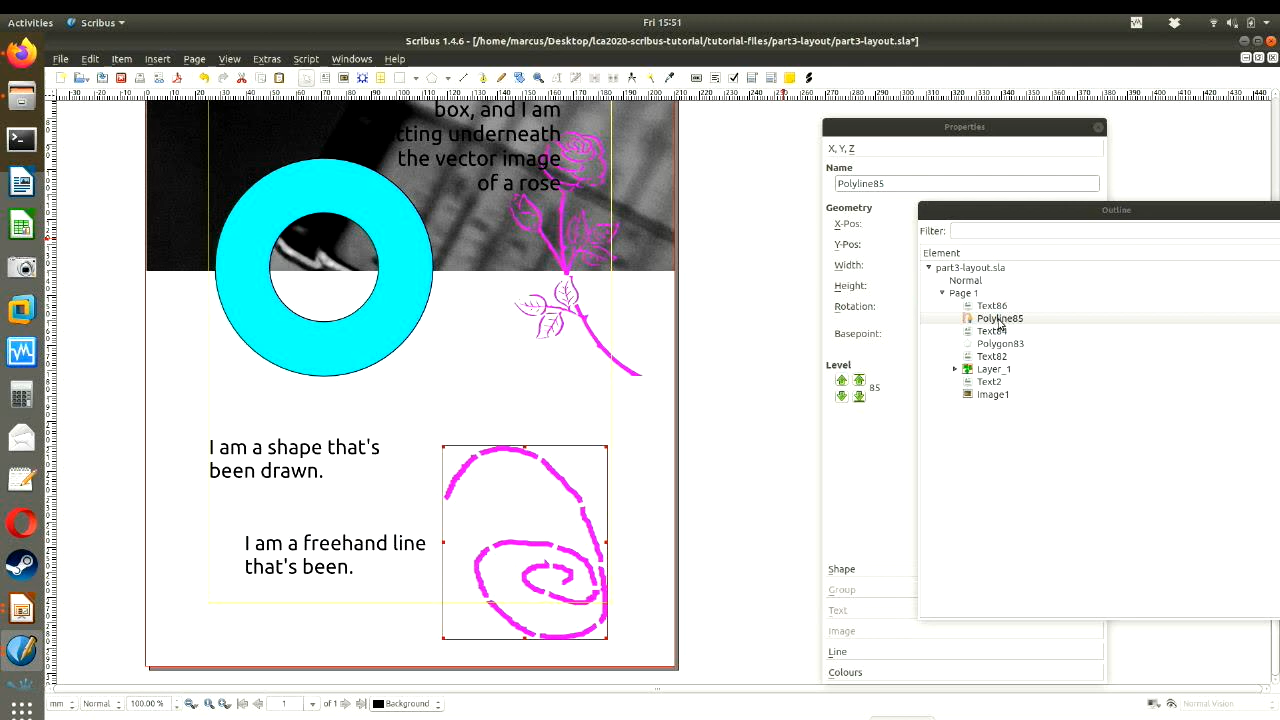 Activities
Scribus
Fri 15:51
Scribus 1.4.6 - [/home/marcus/Desktop/lca2020-scribus-tutorial/tutorial-files/part3-layout/part3-layout.sla*]
File Edit Item Insert Page View Extras Script Windows Help
box, and I am
tting underneath
the vector image
of a rose
I am a shape that's
been drawn.
I am a freehand line
that's been.
Properties
X, Y, Z
Name
Polyline85
Geometry
X-Pos:
Y-Pos:
Width:
Height:
Rotation:
Basepoint:
Level
85
Shape
Group
Text
Image
Line
Colours
Outline
Filter:
Element
part3-layout.sla
Normal
Page 1
Text86
Polyline85
Text84
Polygon83
Text82
Layer_1
Text2
Image1
mm
Normal
100.00 %
1
of 1
Background
Normal Vision